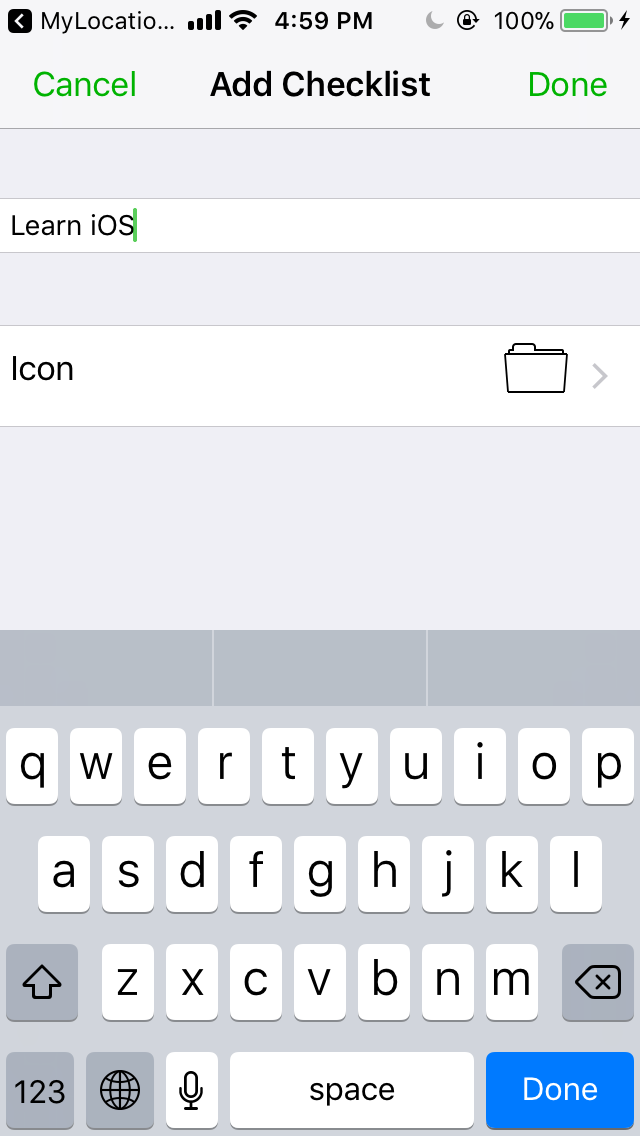 MyLocatio... 4:59 PM 100%
Cancel Add Checklist Done
Learn iOS
Icon
q w e r t y u i o p
a s d f g h j k l
z x c v b n m
123 space Done